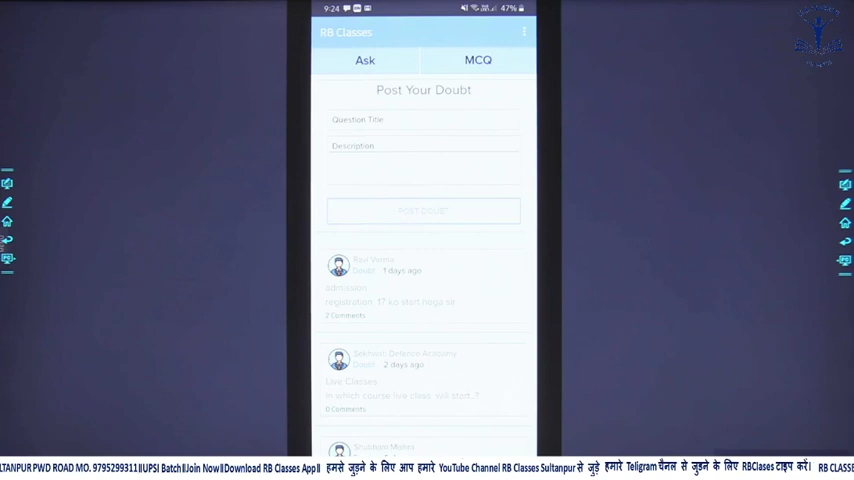 9:24
47%
RB Classes
Ask
MCQ
Post Your Doubt
Question Title
Description
POST DOUBT
Ravi Verma
Doubt 1 days ago
admission
registration .17 ko start hoga sir
2 Comments
Doubt 2 days ago
Live Classes
in which course live class will start..?
0 Comments
LTANPUR PWD ROAD MO. 9795299311||UPSI Batch||Join Now||Download RB Classes App|| हमसे जुड़ने के लिए आप हमारे YouTube Channel RB Classes Sultanpur से जुड़े हमारे Teligram चैनल से जुडने के लिए RBClases टाइप करें। RB CLASSE